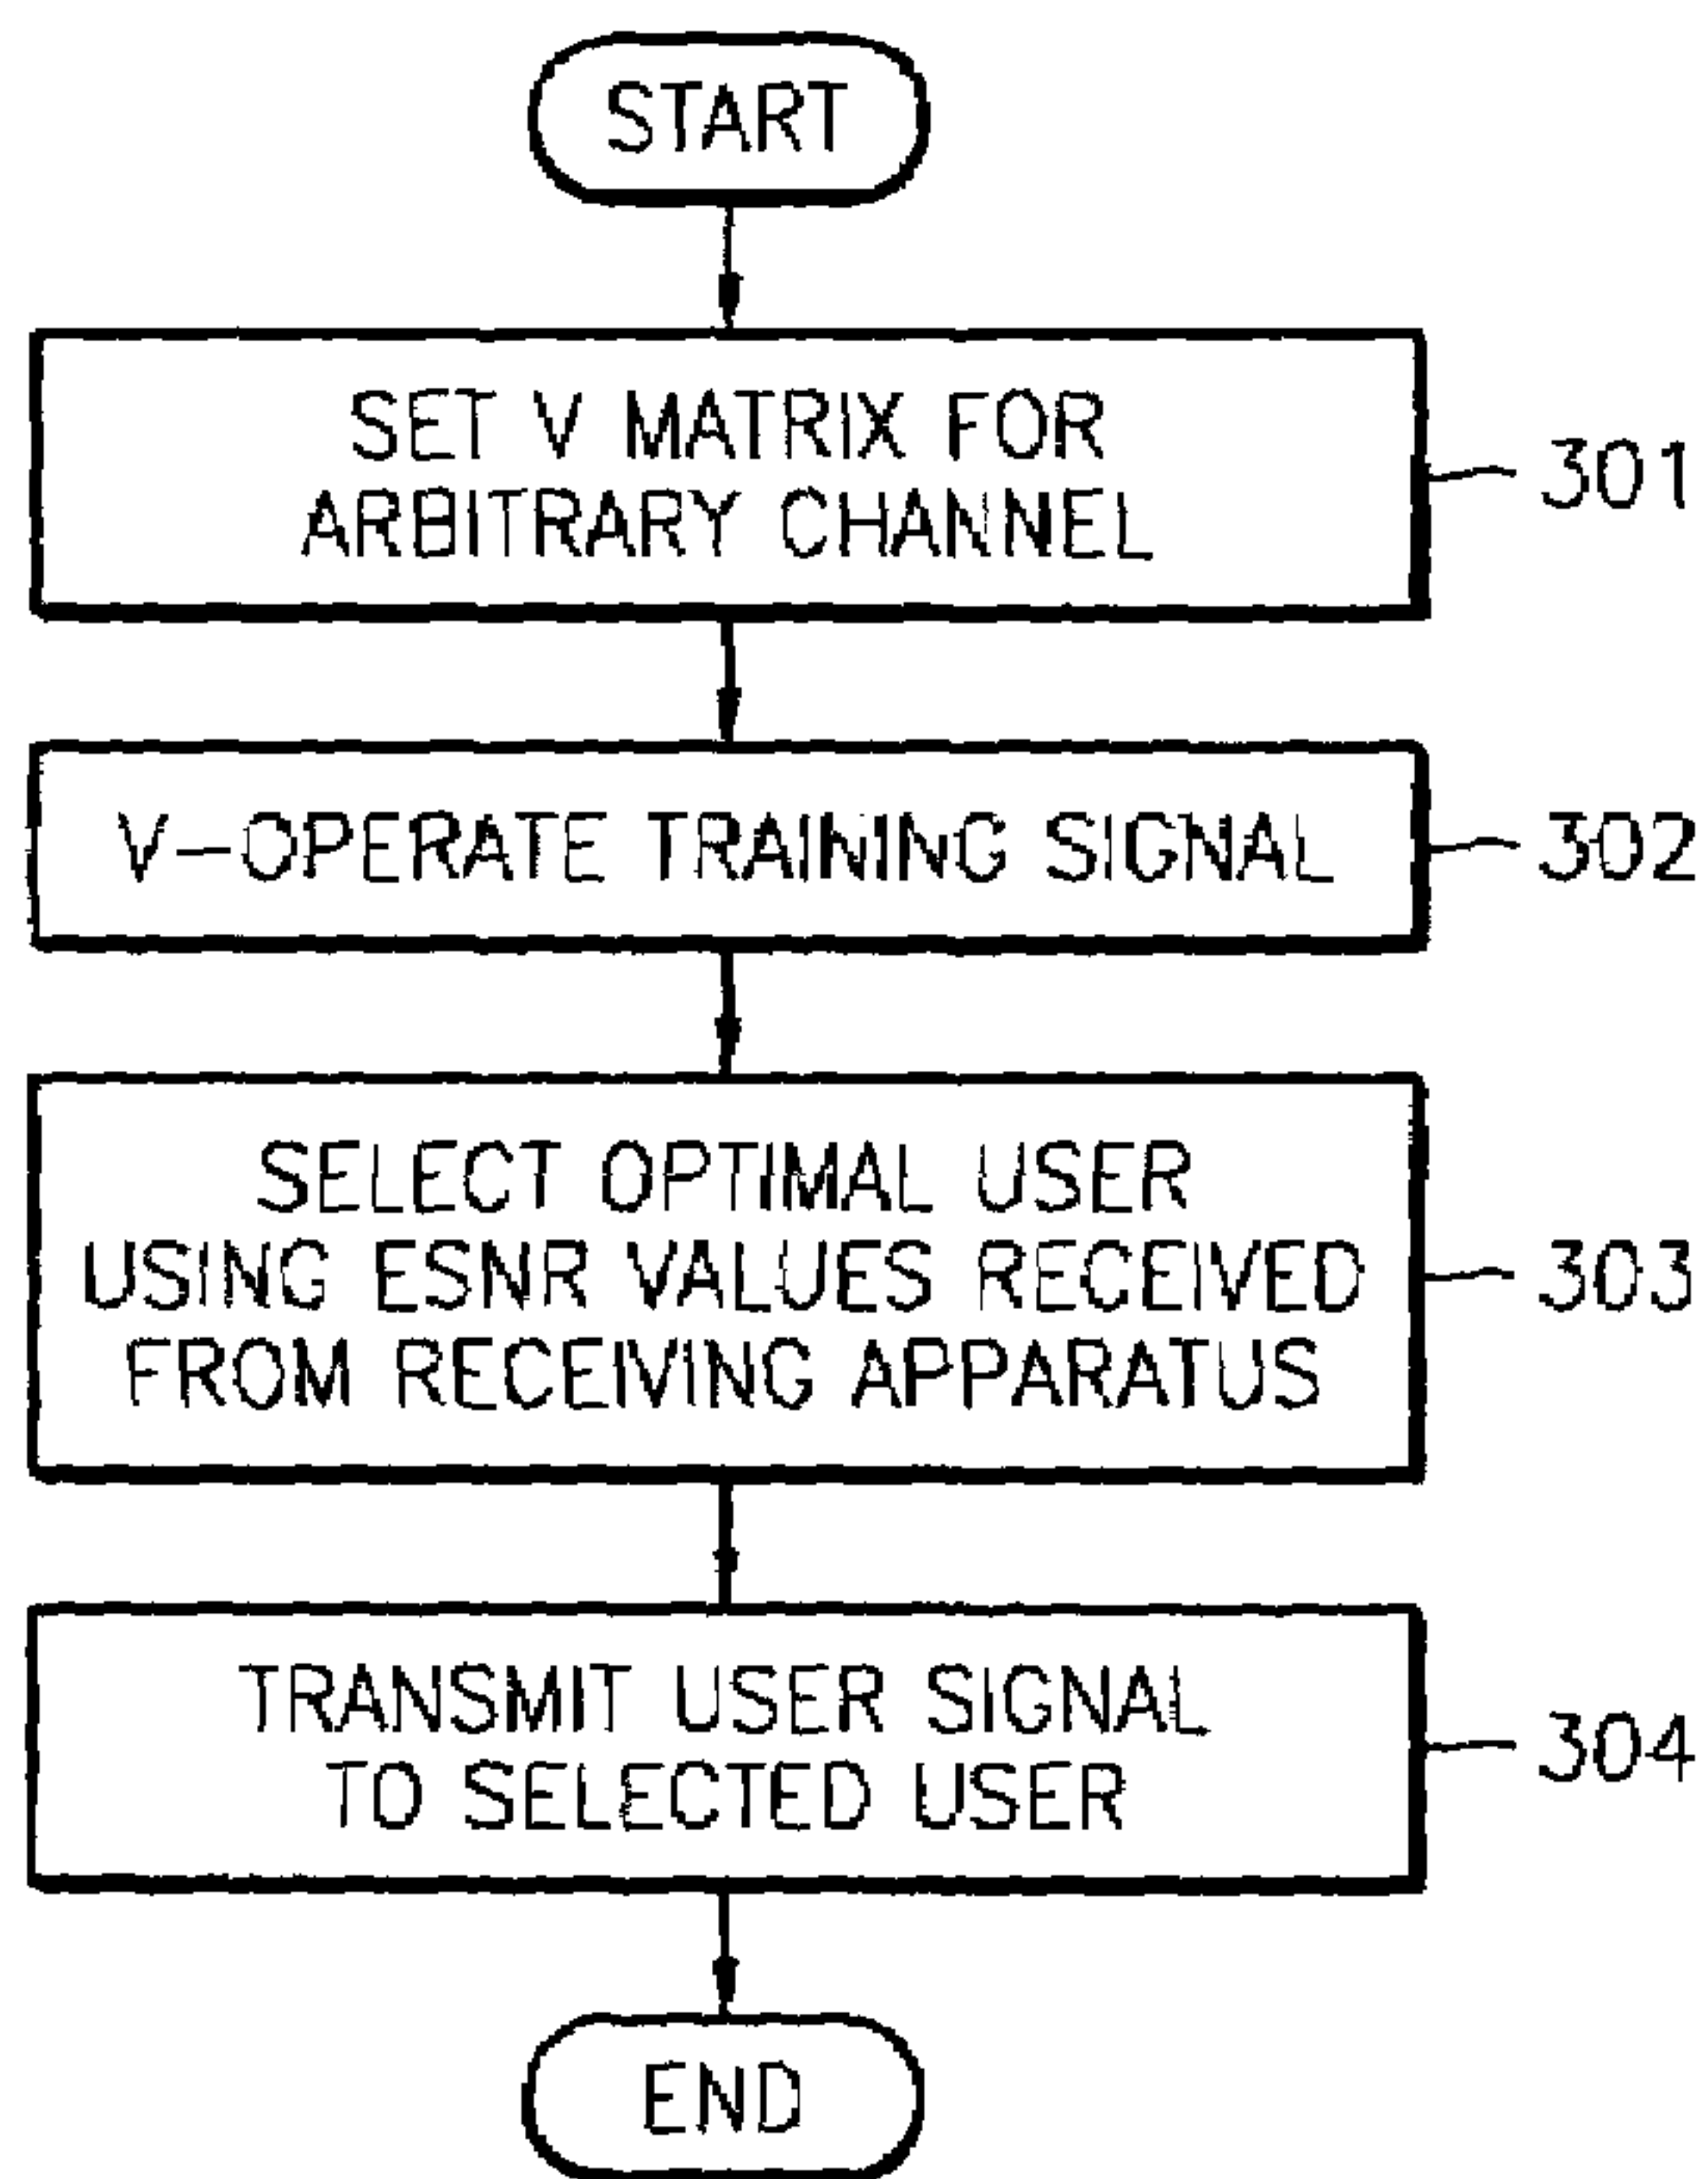 START
SET V MATRIX FOR
ARBITRARY CHANNEL
301
V-OPERATE TRAINING SIGNAL
302
SELECT OPTIMAL USER
USING ESNR VALUES RECEIVED
FROM RECEIVING APPARATUS
303
TRANSMIT USER SIGNAL
TO SELECTED USER
304
END